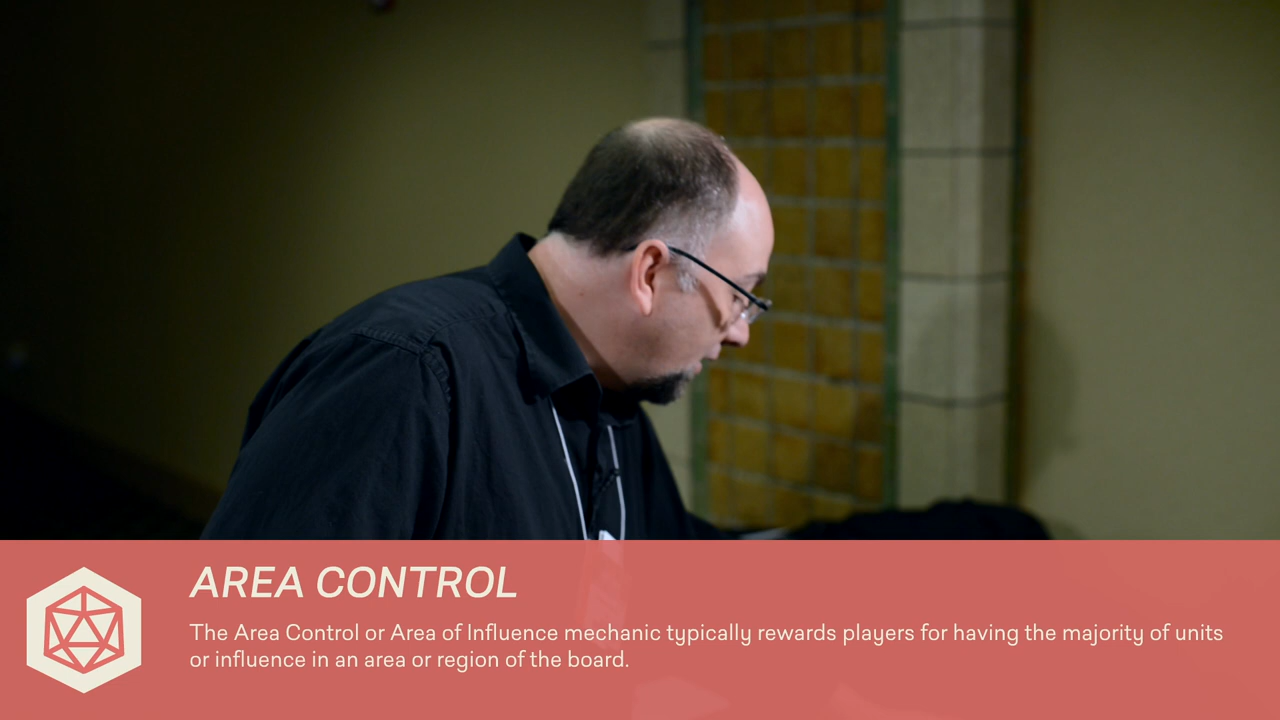 AREA CONTROL
The Area Control or Area of Influence mechanic typically rewards players for having the majority of units
or influence in an area or region of the board.